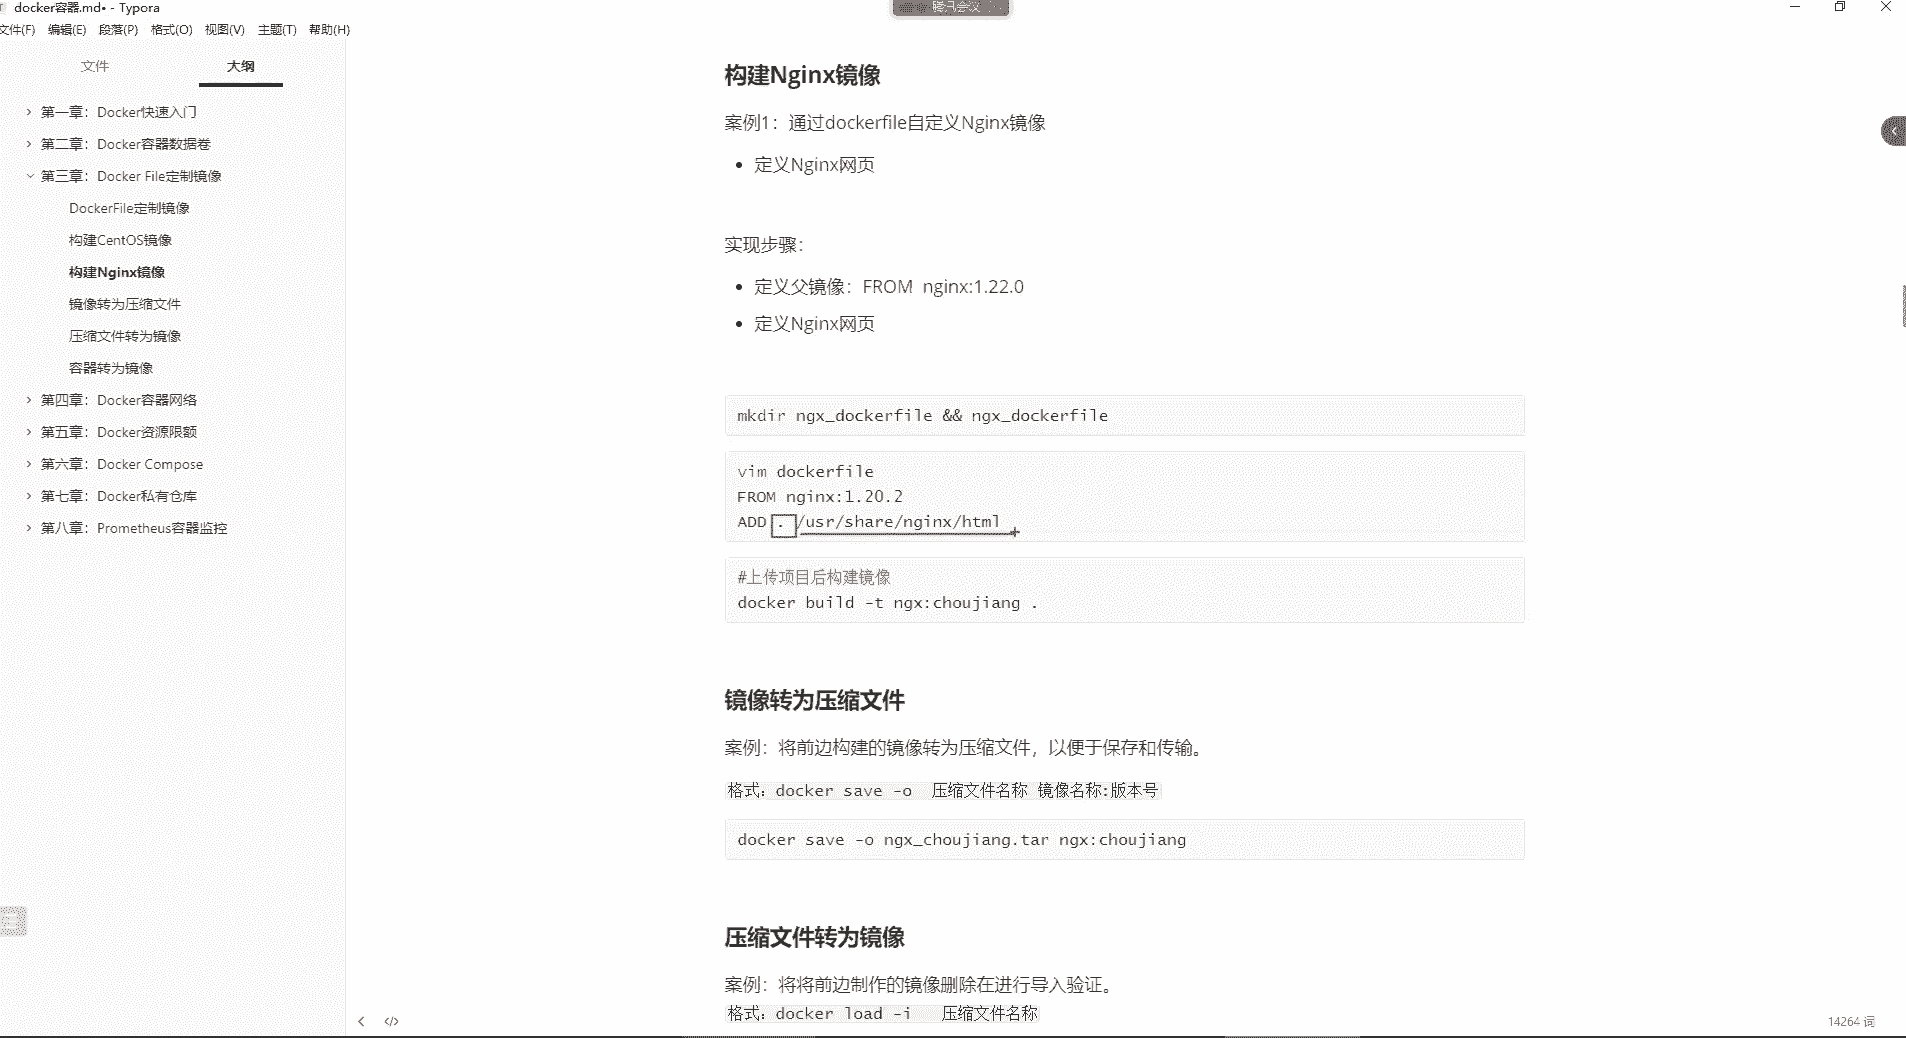 docker容器.md• - Typora
腾讯会议
文件(F) 编辑(E) 段落(P) 格式(O) 视图(V) 主题(T) 帮助(H)
文件 大纲
第一章：Docker快速入门
第二章：Docker容器数据卷
第三章：Docker File定制镜像
DockerFile定制镜像
构建CentOS镜像
构建Nginx镜像
镜像转为压缩文件
压缩文件转为镜像
容器转为镜像
第四章：Docker容器网络
第五章：Docker资源限额
第六章：Docker Compose
第七章：Docker私有仓库
第八章：Prometheus容器监控
构建Nginx镜像
案例1：通过dockerfile自定义Nginx镜像
• 定义Nginx网页
实现步骤：
• 定义父镜像：FROM nginx:1.22.0
• 定义Nginx网页
mkdir ngx_dockerfile && ngx_dockerfile
vim dockerfile
FROM nginx:1.20.2
ADD . /usr/share/nginx/html
#上传项目后构建镜像
docker build -t ngx:choujiang .
镜像转为压缩文件
案例：将前边构建的镜像转为压缩文件，以便于保存和传输。
格式：docker save -o 压缩文件名称 镜像名称:版本号
docker save -o ngx_choujiang.tar ngx:choujiang
压缩文件转为镜像
案例：将将前边制作的镜像删除在进行导入验证。
格式：docker load -i 压缩文件名称
14264 词